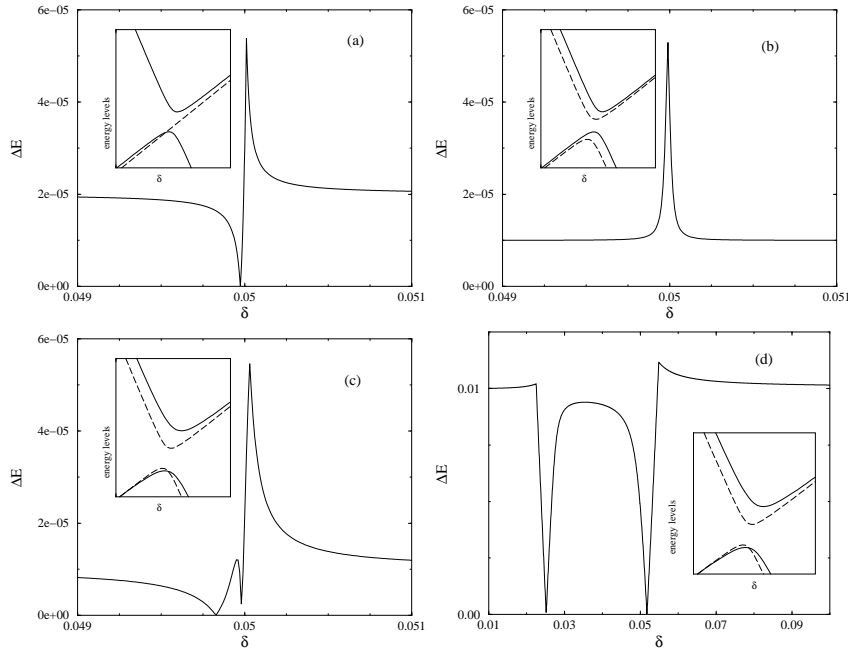 6e−05
4e−05
2e−05
0e+00
ΔE
0.049
0.05
0.051
δ
(a)
energy levels
δ
6e−05
4e−05
2e−05
0e+00
ΔE
0.049
0.05
0.051
δ
(b)
energy levels
δ
6e−05
4e−05
2e−05
0e+00
ΔE
0.049
0.05
0.051
δ
(c)
energy levels
δ
0.01
0.00
ΔE
0.01
0.03
0.05
0.07
0.09
δ
(d)
energy levels
δ